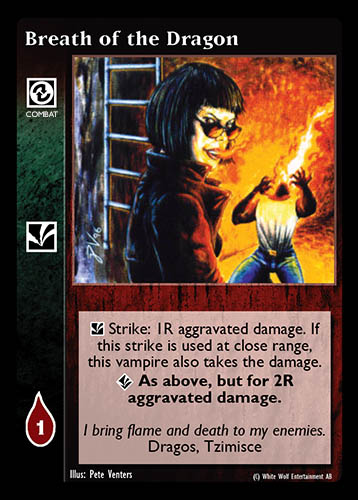 Breath of the Dragon
COMBAT
PV96
Strike: 1R aggravated damage. If
this strike is used at close range,
this vampire also takes the damage.
As above, but for 2R
aggravated damage.
I bring flame and death to my enemies.
Dragos, Tzimisce
1
Illus: Pete Venters
(C) White Wolf Entertainment AB